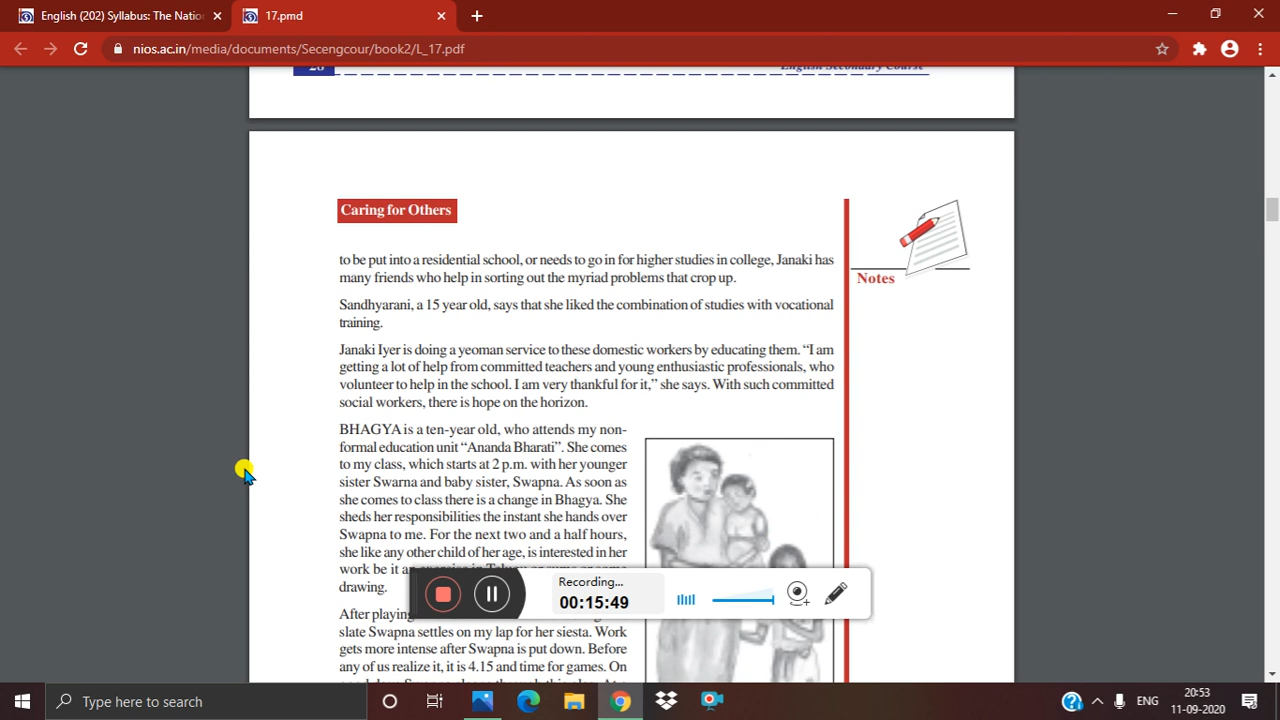 English (202) Syllabus: The Natio
17.pmd
nios.ac.in/media/documents/Secengcour/book2/L_17.pdf
28
English Secondary Course
Caring for Others
Notes
to be put into a residential school, or needs to go in for higher studies in college, Janaki has
many friends who help in sorting out the myriad problems that crop up.
Sandhyarani, a 15 year old, says that she liked the combination of studies with vocational
training.
Janaki Iyer is doing a yeoman service to these domestic workers by educating them. “I am
getting a lot of help from committed teachers and young enthusiastic professionals, who
volunteer to help in the school. I am very thankful for it,” she says. With such committed
social workers, there is hope on the horizon.
BHAGYA is a ten-year old, who attends my non-
formal education unit “Ananda Bharati”. She comes
to my class, which starts at 2 p.m. with her younger
sister Swarna and baby sister, Swapna. As soon as
she comes to class there is a change in Bhagya. She
sheds her responsibilities the instant she hands over
Swapna to me. For the next two and a half hours,
she like any other child of her age, is interested in her
work be it an
drawing.
After playing
slate Swapna settles on my lap for her siesta. Work
gets more intense after Swapna is put down. Before
any of us realize it, it is 4.15 and time for games. On
Recording...
00:15:49
Type here to search
ENG
20:53
11-09-2020